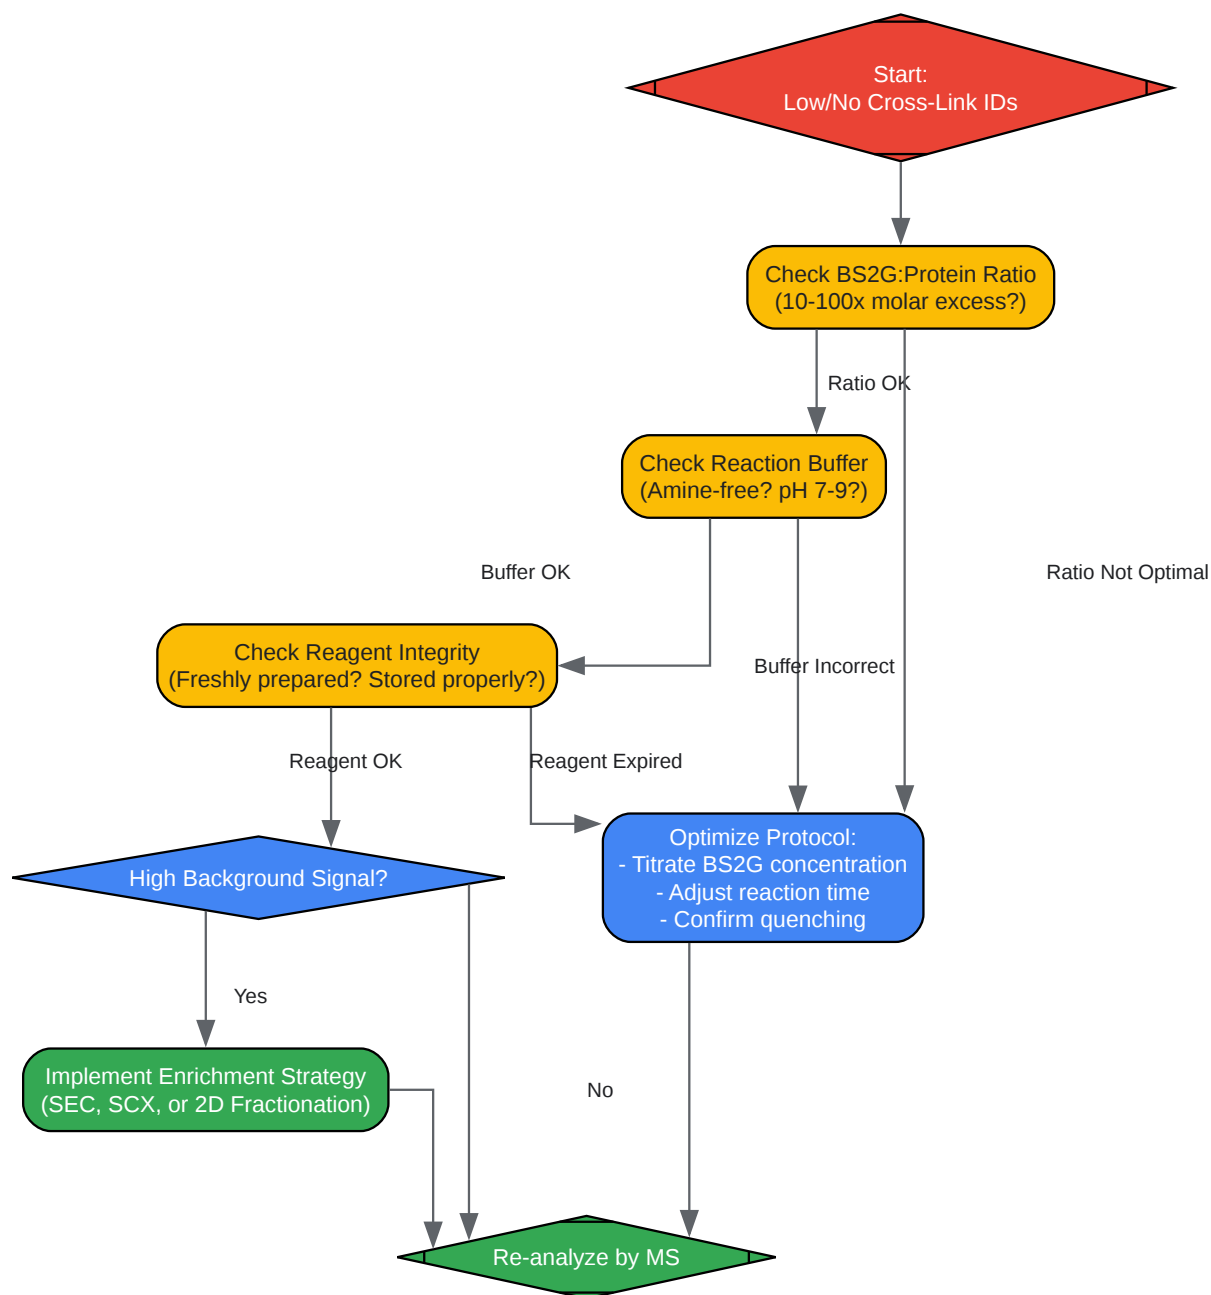 Start:
Low/No Cross-Link IDs
Check BS2G:Protein Ratio
(10-100x molar excess?)
Ratio OK
Check Reaction Buffer
(Amine-free? pH 7-9?)
Buffer OK
Ratio Not Optimal
Check Reagent Integrity
(Freshly prepared? Stored properly?)
Buffer Incorrect
Reagent OK
Reagent Expired
Optimize Protocol:
- Titrate BS2G concentration
- Adjust reaction time
- Confirm quenching
High Background Signal?
Yes
Implement Enrichment Strategy
(SEC, SCX, or 2D Fractionation)
No
Re-analyze by MS